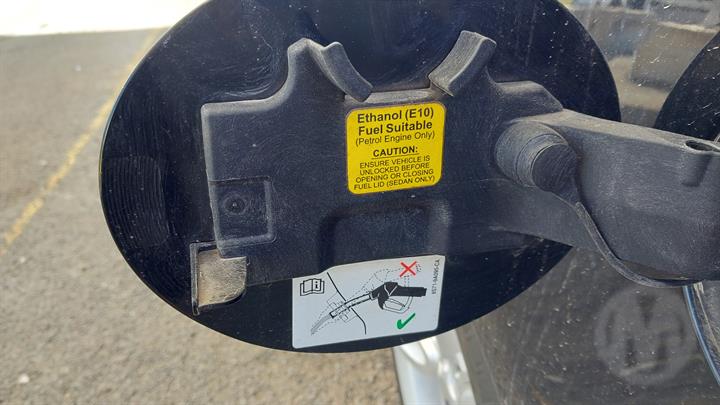 Ethanol (E10)
Fuel Suitable
(Petrol Engine Only)
CAUTION:
ENSURE VEHICLE IS
UNLOCKED BEFORE
OPENING OR CLOSING
FUEL LID (SEDAN ONLY)
M